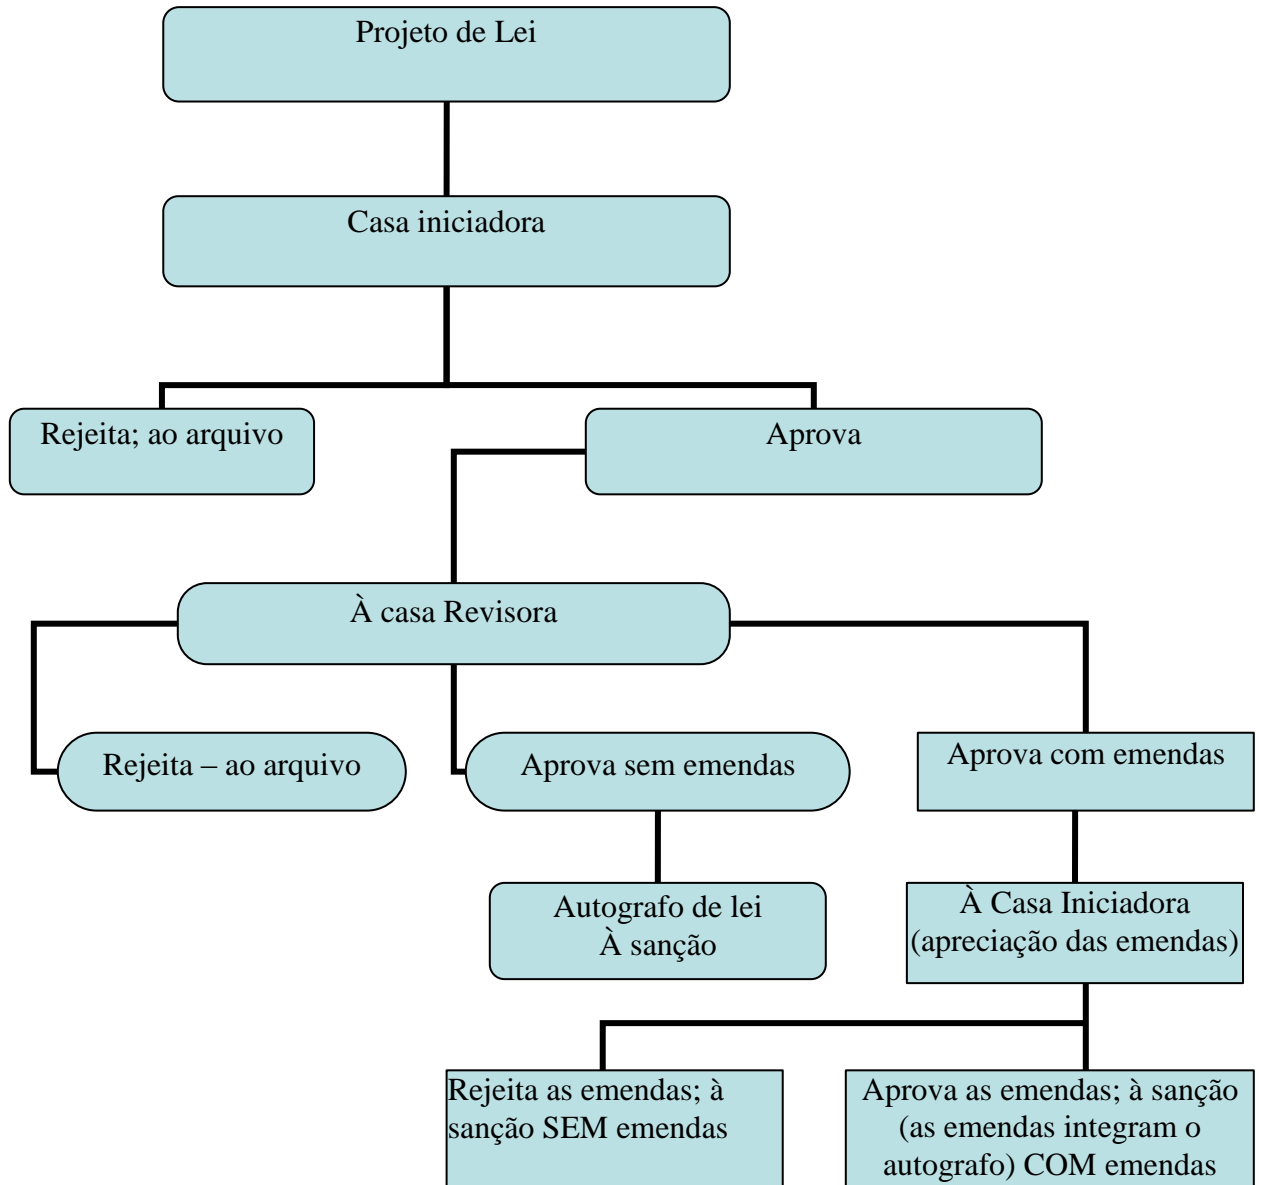 Projeto de Lei
Casa iniciadora
Rejeita; ao arquivo
Aprova
À casa Revisora
Rejeita – ao arquivo
Aprova sem emendas
Aprova com emendas
Autografo de lei
À sanção
À Casa Iniciadora
(apreciação das emendas)
Rejeita as emendas; à
sanção SEM emendas
Aprova as emendas; à sanção
(as emendas integram o
autografo) COM emendas